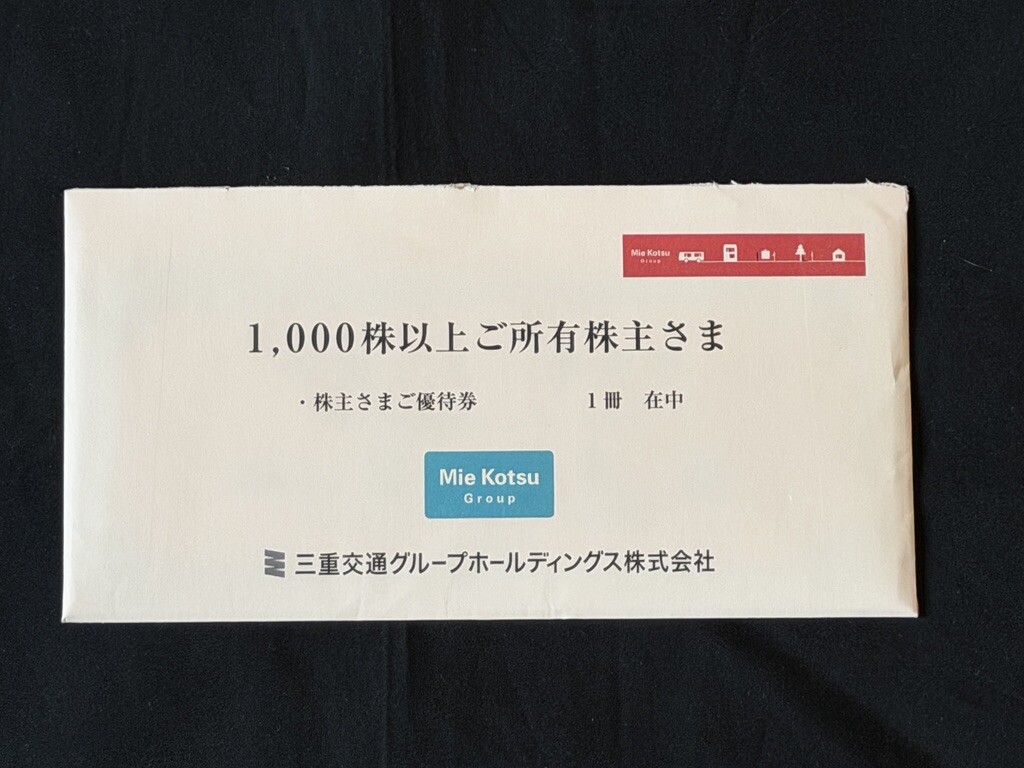 Mie Kotsu
Group
1,000株以上ご所有株主さま
・株主さまご優待券　1冊　在中
Mie Kotsu
Group
三重交通グループホールディングス株式会社